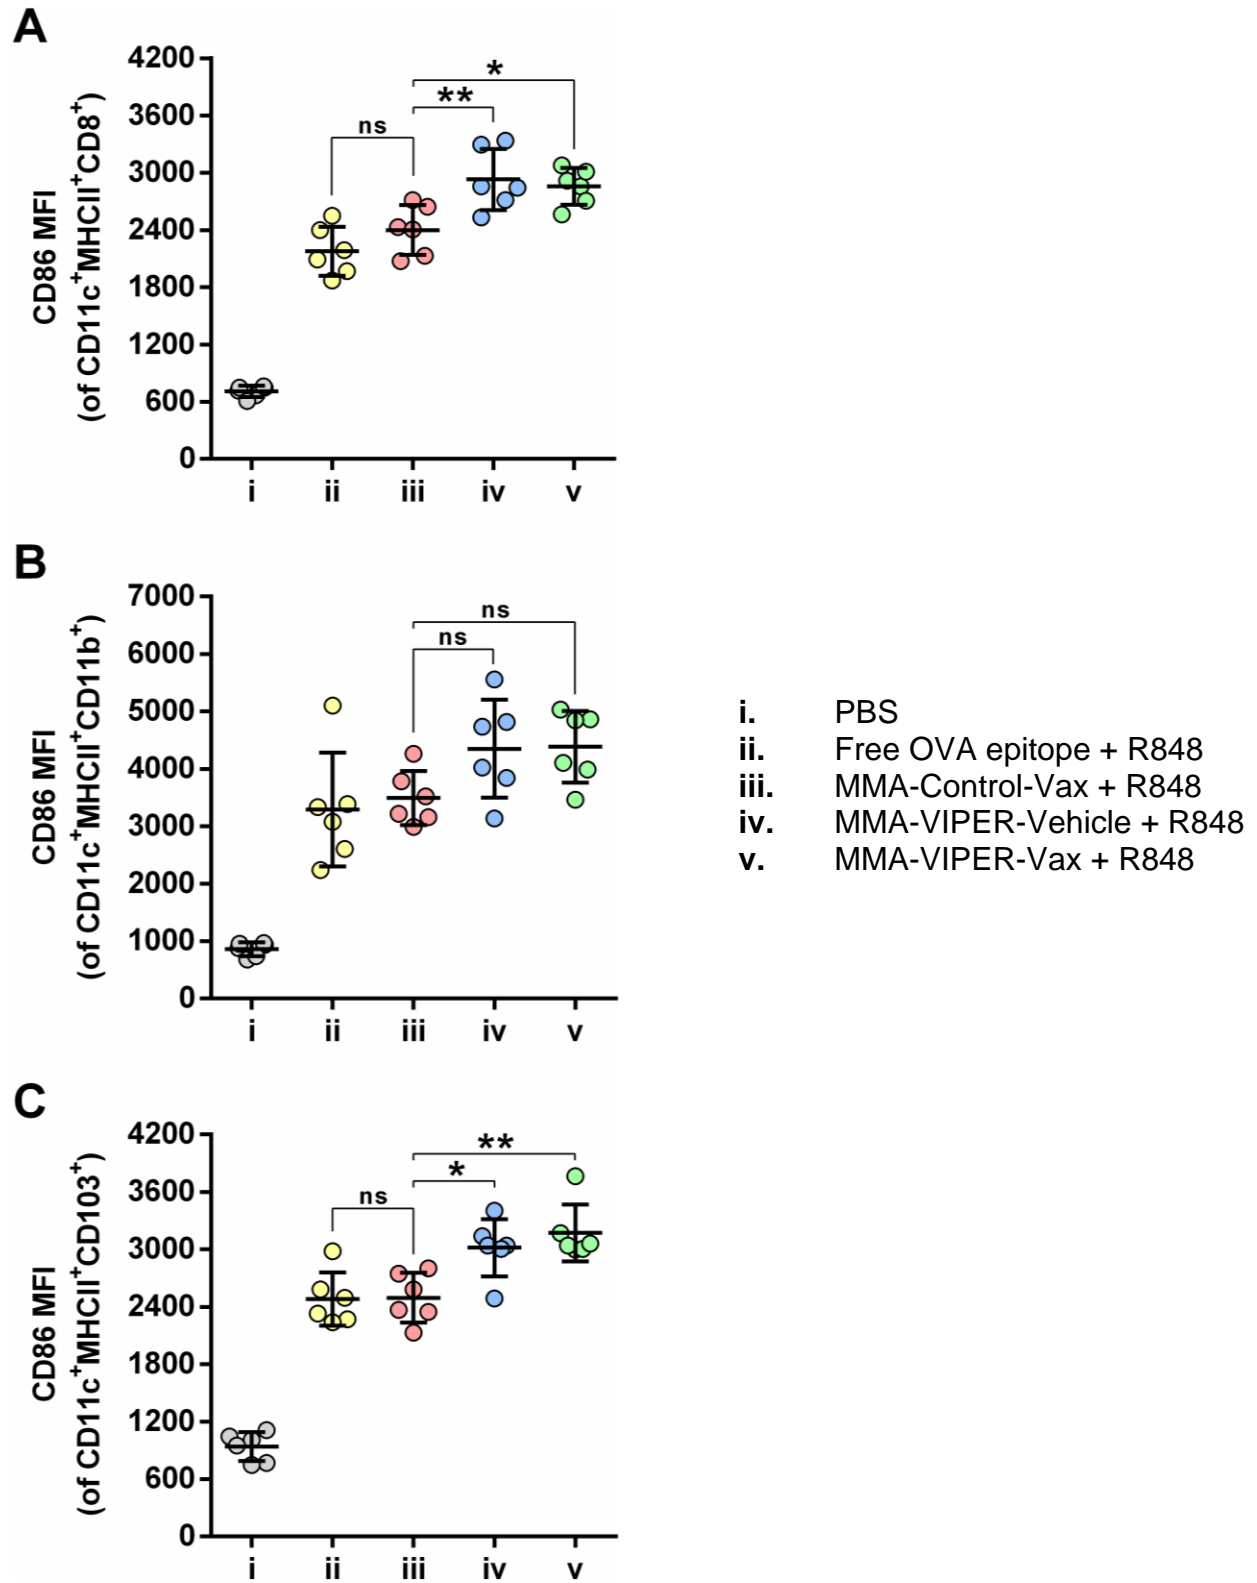 A
CD86 MFI
(of CD11c⁺MHCII⁺CD8⁺)
4200
3600
3000
2400
1800
1200
600
0
ns
**
*
i ii iii iv v
B
CD86 MFI
(of CD11c⁺MHCII⁺CD11b⁺)
7000
6000
5000
4000
3000
2000
1000
0
ns
ns
i ii iii iv v
i. PBS
ii. Free OVA epitope + R848
iii. MMA-Control-Vax + R848
iv. MMA-VIPER-Vehicle + R848
v. MMA-VIPER-Vax + R848
C
CD86 MFI
(of CD11c⁺MHCII⁺CD103⁺)
4200
3600
3000
2400
1800
1200
600
0
ns
*
**
i ii iii iv v